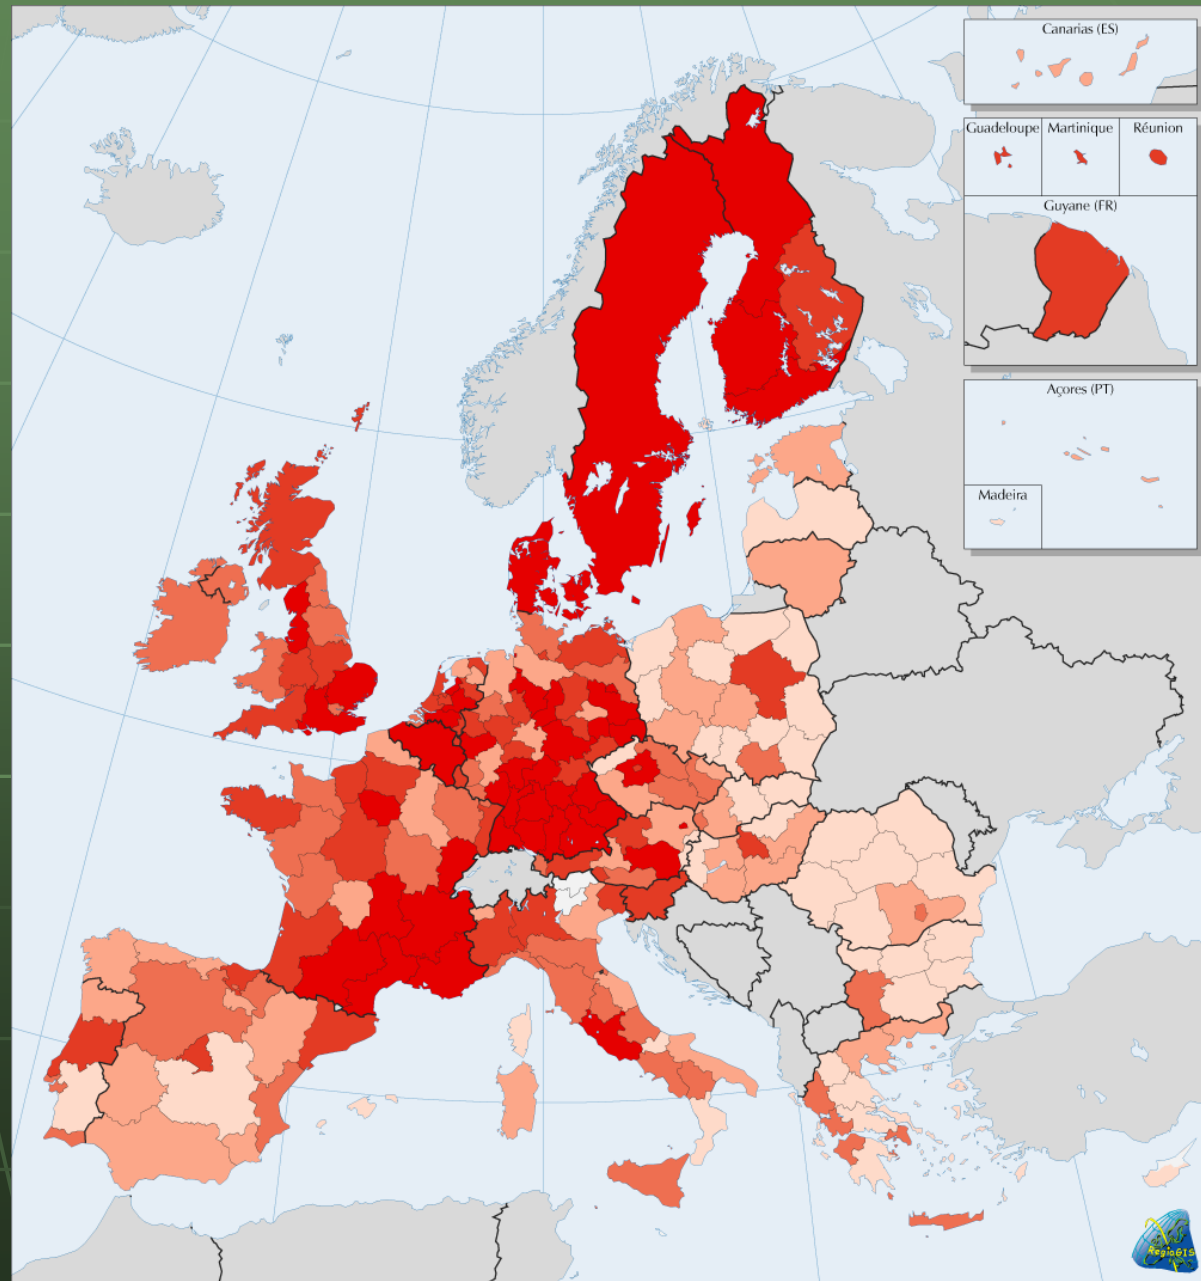 Canarias (ES)
Guadeloupe
Martinique
Réunion
Guyane (FR)
Açores (PT)
Madeira
RegioGIS